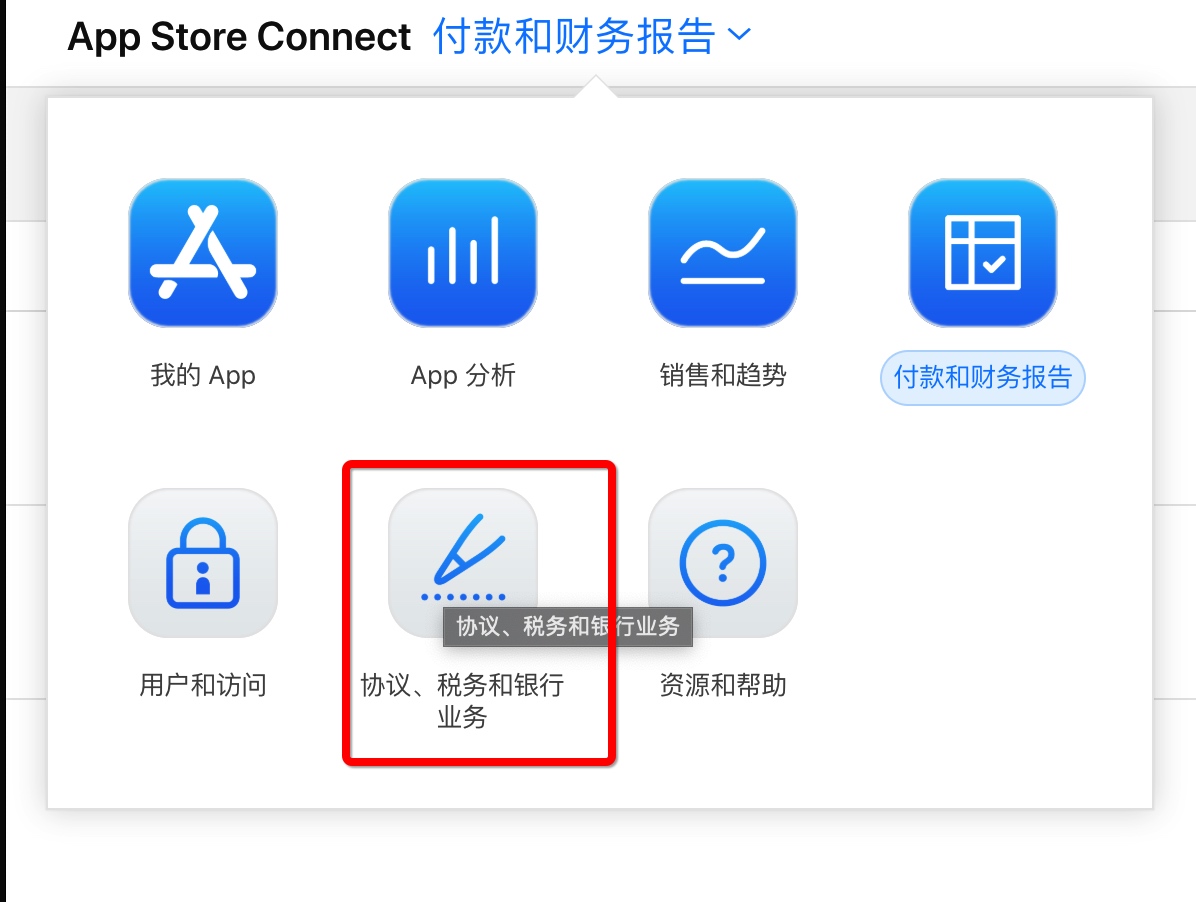 App Store Connect 付款和财务报告
我的 App
App 分析
销售和趋势
付款和财务报告
协议、税务和银行业务
用户和访问
协议、税务和银行
业务
资源和帮助